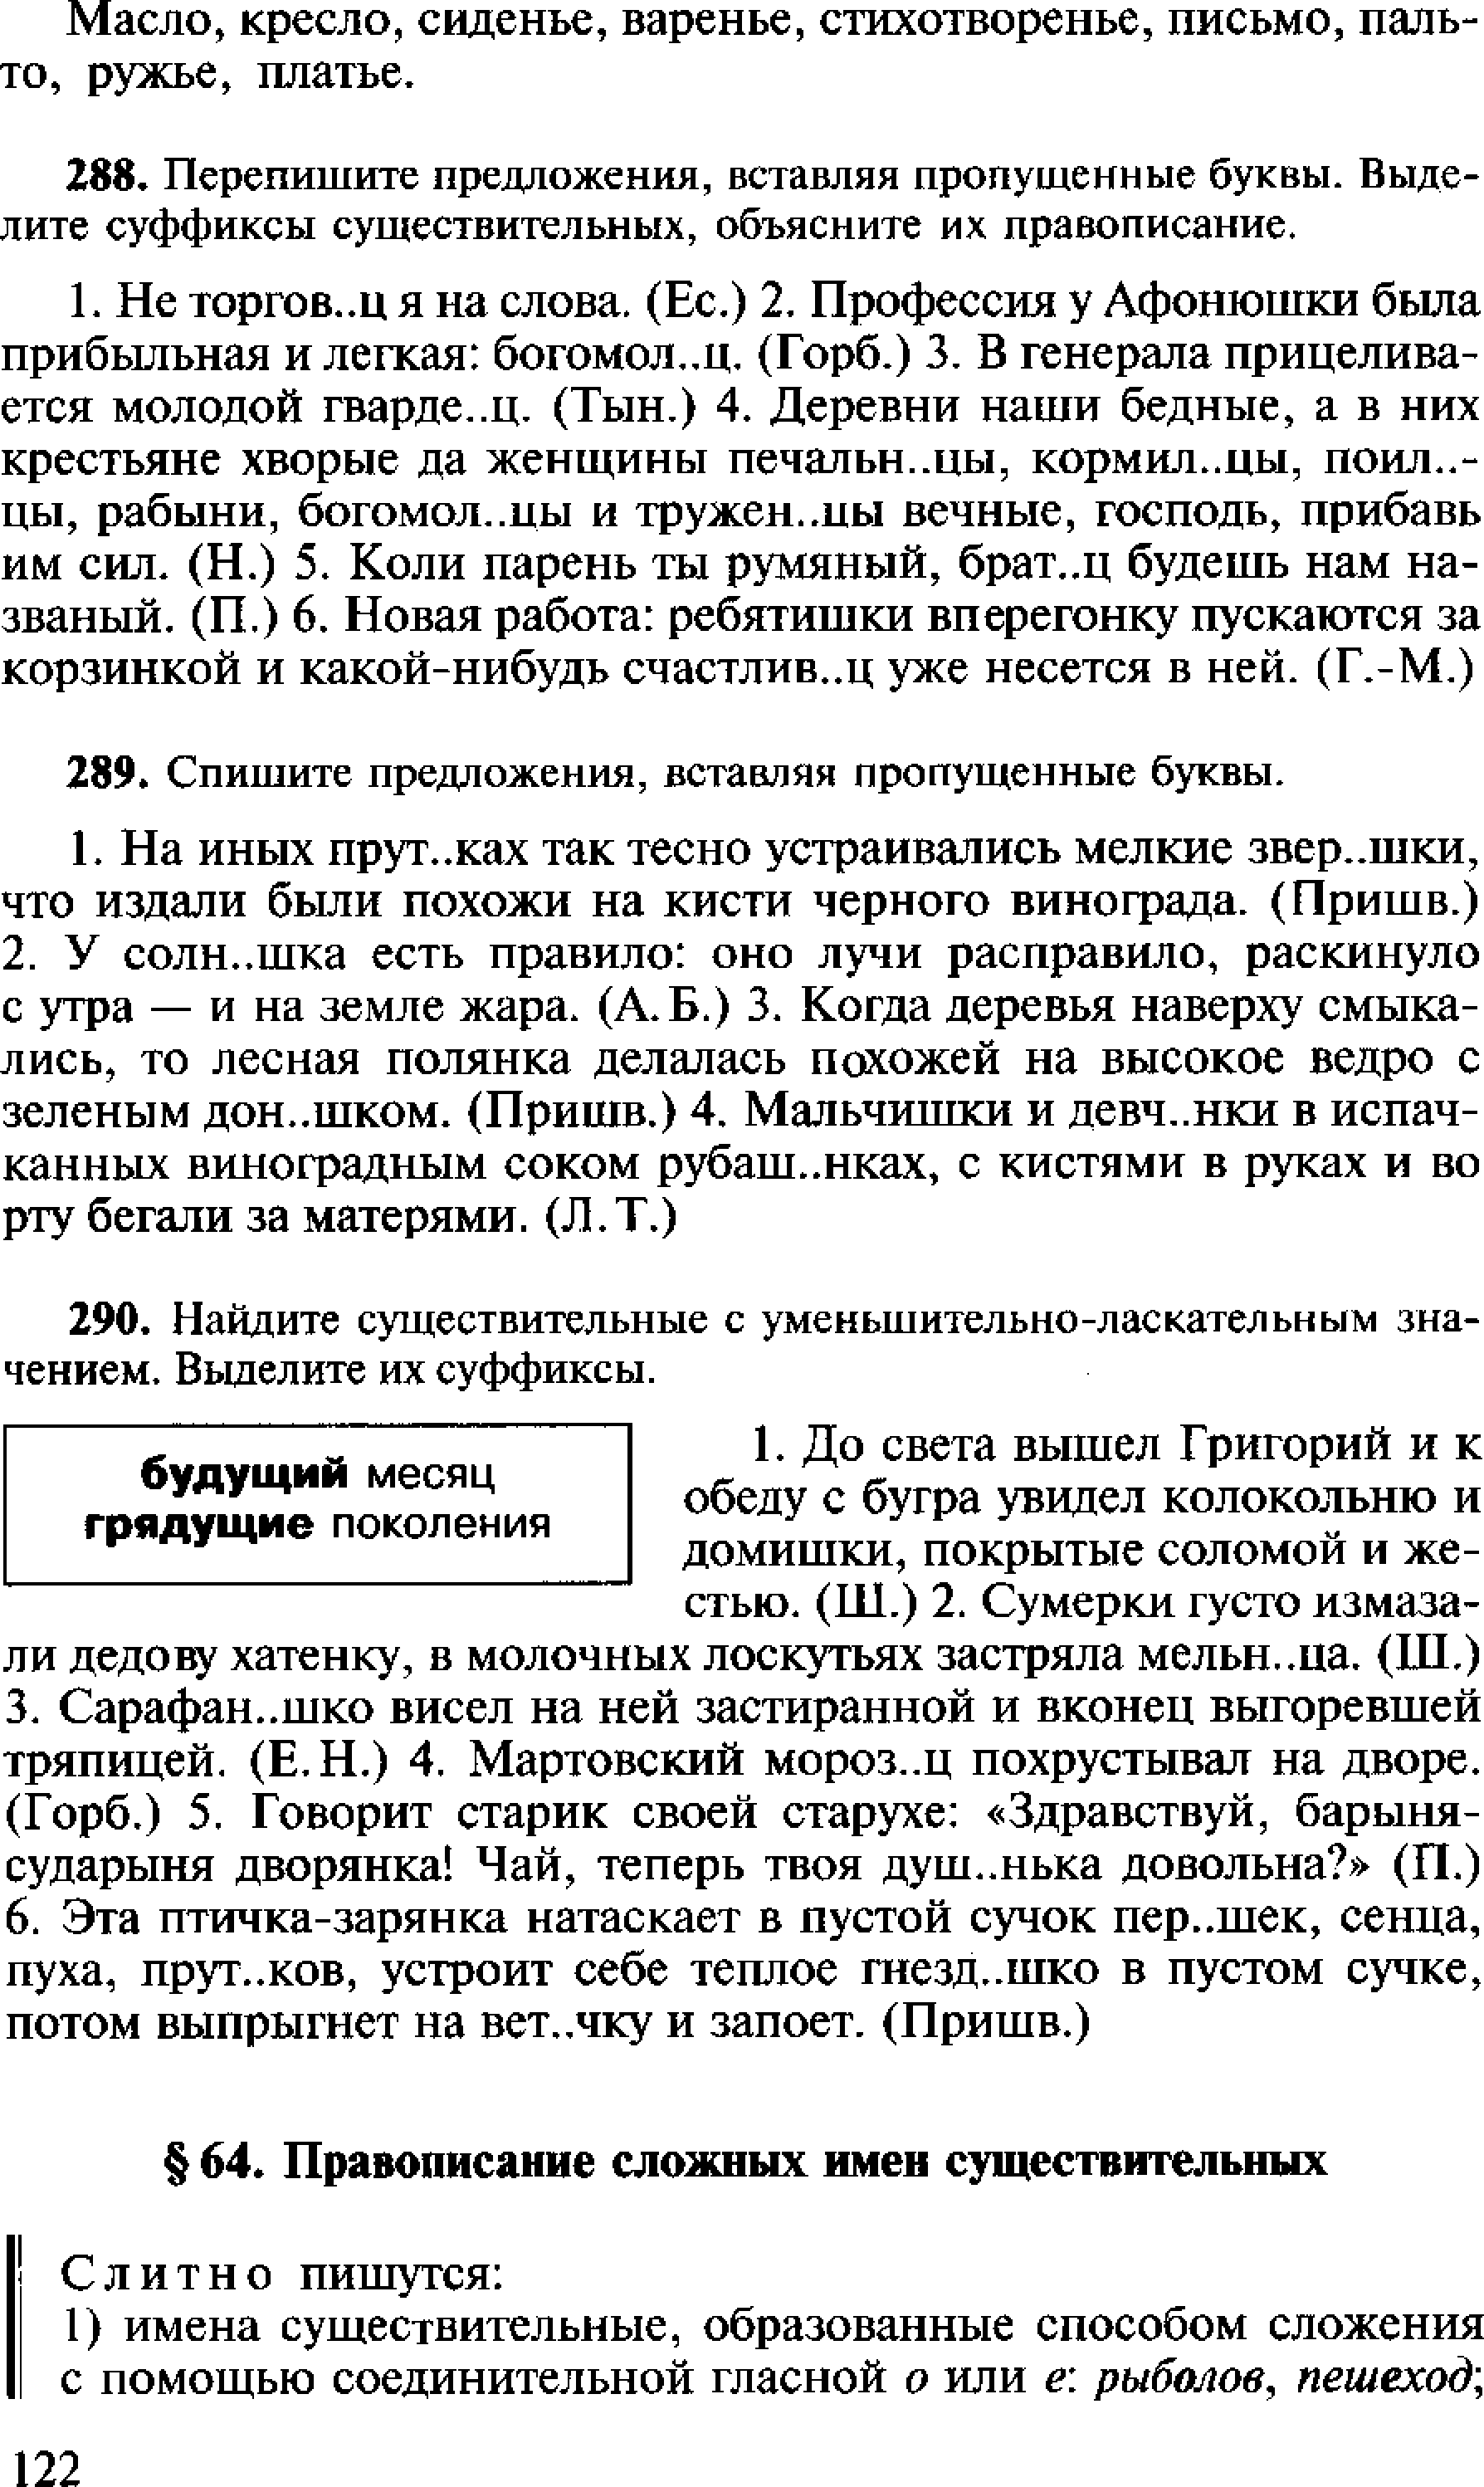 Масло, кресло, сиденье, варенье, стихотворенье, письмо, паль-
то, ружье, платье.
288. Перепишите предложения, вставляя пропущенные буквы. Выде-
лите суффиксы существительных, объясните их правописание.
1. Не торгов..ц я на слова. (Ес.) 2. Профессия у Афонюшки была
прибыльная и легкая: богомол..ц. (Горб.) 3. В генерала прицелива-
ется молодой гварде..ц. (Тын.) 4. Деревни наши бедные, а в них
крестьяне хворые да женщины печальн..цы, кормил..цы, поил..-
цы, рабыни, богомол..цы и тружен..цы вечные, господь, прибавь
им сил. (Н.) 5. Коли парень ты румяный, брат..ц будешь нам на-
званый. (П.) 6. Новая работа: ребятишки вперегонку пускаются за
корзинкой и какой-нибудь счастлив..ц уже несется в ней. (Г.-М.)
289. Спишите предложения, вставляя пропущенные буквы.
1. На иных прут..ках так тесно устраивались мелкие звер..шки,
что издали были похожи на кисти черного винограда. (Пришв.)
2. У солн..шка есть правило: оно лучи расправило, раскинуло
с утра — и на земле жара. (А. Б.) 3. Когда деревья наверху смыка-
лись, то лесная полянка делалась похожей на высокое ведро с
зеленым дон..шком. (Пришв.) 4. Мальчишки и девч..нки в испач-
канных виноградным соком рубаш..нках, с кистями в руках и во
рту бегали за матерями. (Л. Т.)
290. Найдите существительные с уменьшительно-ласкательным зна-
чением. Выделите их суффиксы.
будущий месяц
грядущие поколения
1. До света вышел Григорий и к
обеду с бугра увидел колокольню и
домишки, покрытые соломой и же-
стью. (Ш.) 2. Сумерки густо измаза-
ли дедову хатенку, в молочных лоскутьях застряла мельн..ца. (Ш.)
3. Сарафан..шко висел на ней застиранной и вконец выгоревшей
тряпицей. (Е. Н.) 4. Мартовский мороз..ц похрустывал на дворе.
(Горб.) 5. Говорит старик своей старухе: «Здравствуй, барыня-
сударыня дворянка! Чай, теперь твоя душ..нька довольна?» (П.)
6. Эта птичка-зарянка натаскает в пустой сучок пер..шек, сенца,
пуха, прут..ков, устроит себе теплое гнезд..шко в пустом сучке,
потом выпрыгнет на вет..чку и запоет. (Пришв.)
§ 64. Правописание сложных имен существительных
Слитно пишутся:
1) имена существительные, образованные способом сложения
с помощью соединительной гласной о или е: рыболов, пешеход;
122